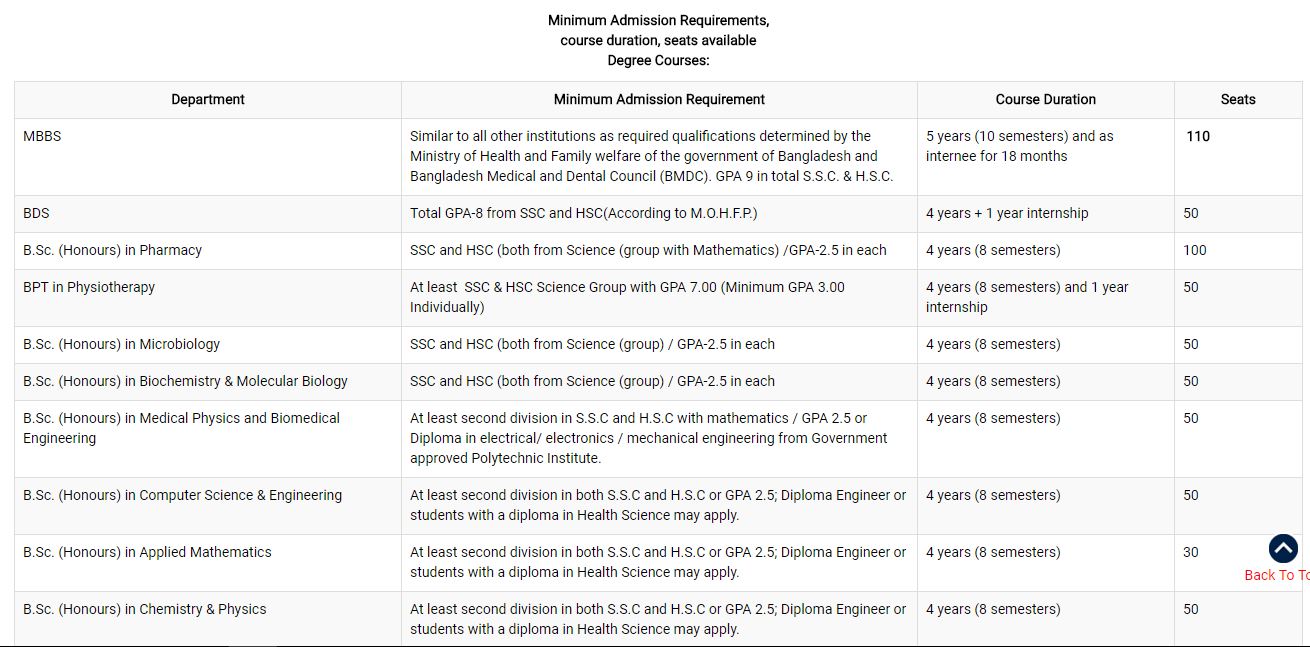 Minimum Admission Requirements,
course duration, seats available
Degree Courses:
Department Minimum Admission Requirement Course Duration Seats
MBBS
Similar to all other institutions as required qualifications determined by the
Ministry of Health and Family welfare of the government of Bangladesh and
Bangladesh Medical and Dental Council (BMDC). GPA 9 in total S.S.C. & H.S.C.
5 years (10 semesters) and as
internee for 18 months
110
BDS
Total GPA-8 from SSC and HSC(According to M.O.H.F.P.)
4 years + 1 year internship
50
B.Sc. (Honours) in Pharmacy
SSC and HSC (both from Science (group with Mathematics) /GPA-2.5 in each
4 years (8 semesters)
100
BPT in Physiotherapy
At least SSC & HSC Science Group with GPA 7.00 (Minimum GPA 3.00
Individually)
4 years (8 semesters) and 1 year
internship
50
B.Sc. (Honours) in Microbiology
SSC and HSC (both from Science (group) / GPA-2.5 in each
4 years (8 semesters)
50
B.Sc. (Honours) in Biochemistry & Molecular Biology
SSC and HSC (both from Science (group) / GPA-2.5 in each
4 years (8 semesters)
50
B.Sc. (Honours) in Medical Physics and Biomedical
Engineering
At least second division in S.S.C and H.S.C with mathematics / GPA 2.5 or
Diploma in electrical/ electronics / mechanical engineering from Government
approved Polytechnic Institute.
4 years (8 semesters)
50
B.Sc. (Honours) in Computer Science & Engineering
At least second division in both S.S.C and H.S.C or GPA 2.5; Diploma Engineer or
students with a diploma in Health Science may apply.
4 years (8 semesters)
50
B.Sc. (Honours) in Applied Mathematics
At least second division in both S.S.C and H.S.C or GPA 2.5; Diploma Engineer or
students with a diploma in Health Science may apply.
4 years (8 semesters)
30
Back To To
B.Sc. (Honours) in Chemistry & Physics
At least second division in both S.S.C and H.S.C or GPA 2.5; Diploma Engineer or
students with a diploma in Health Science may apply.
4 years (8 semesters)
50